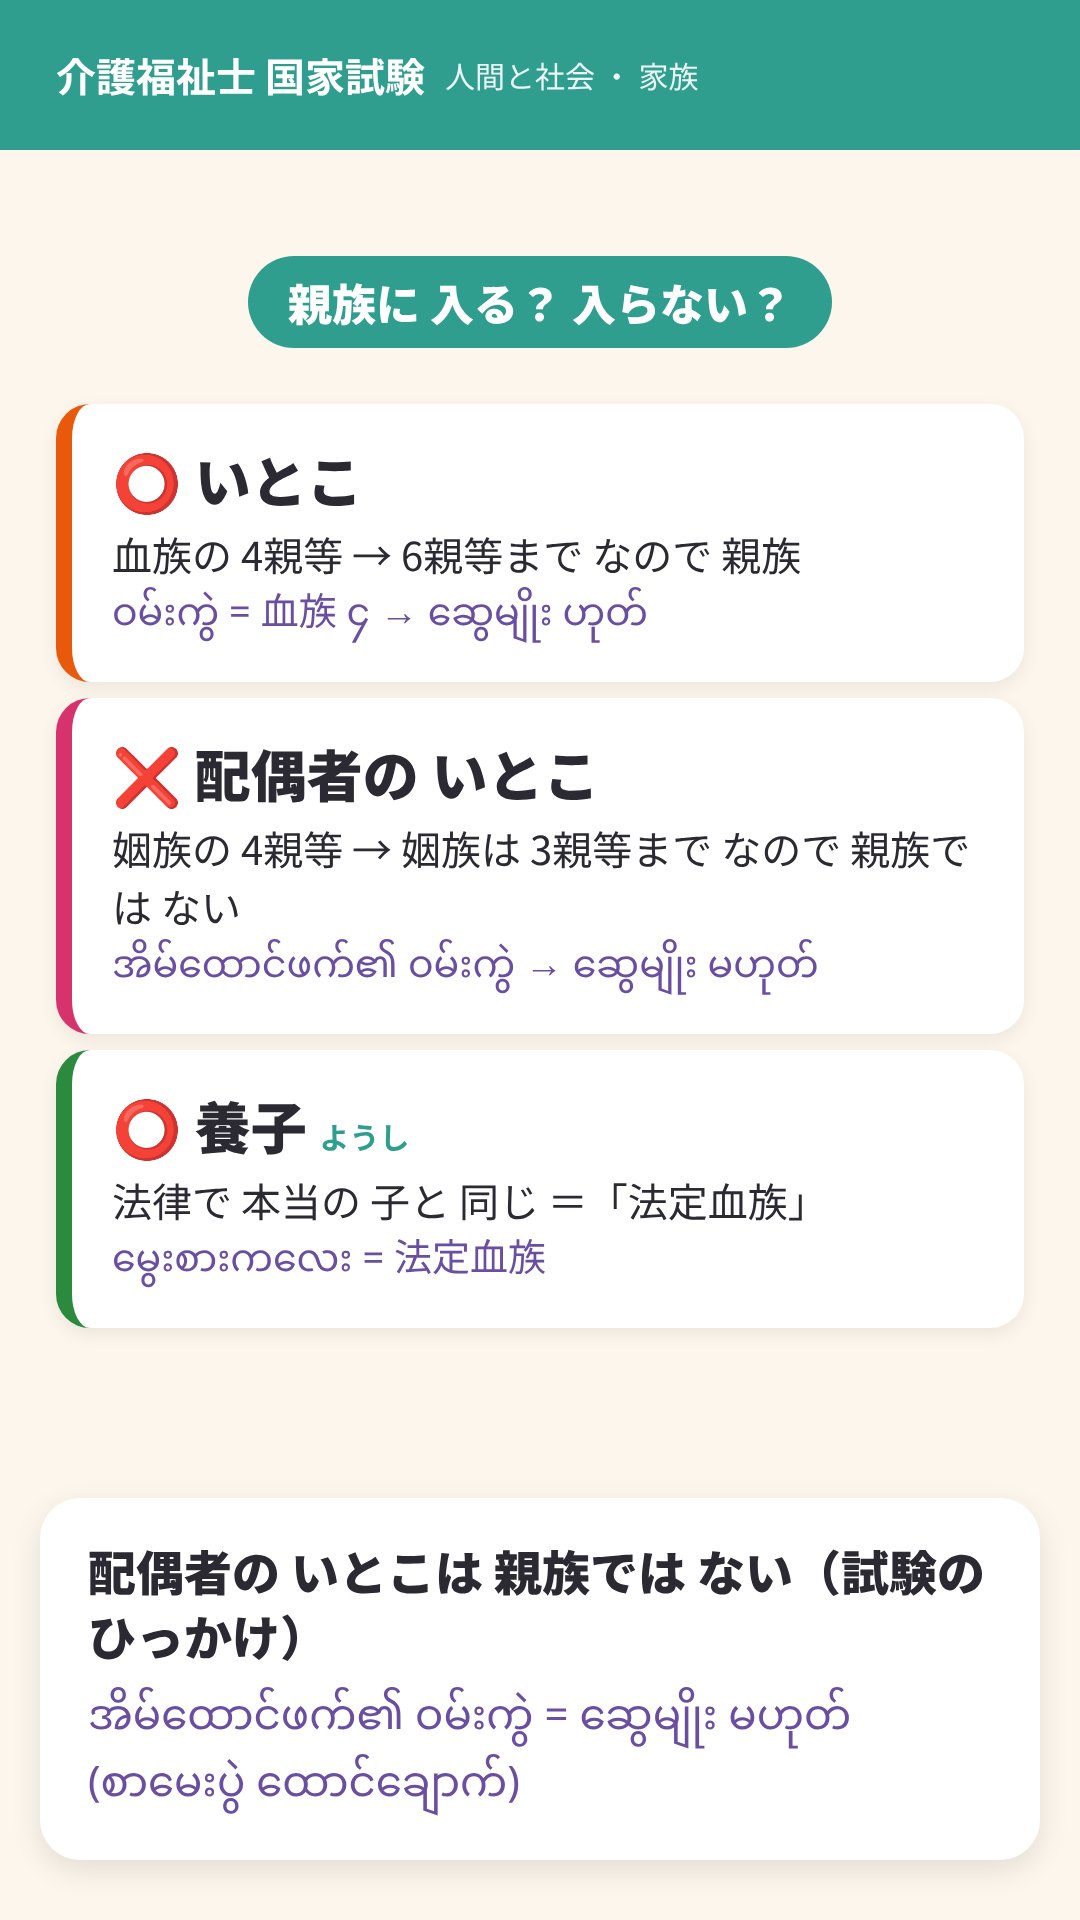 介護福祉士 国家試験 人間と社会 ・ 家族
親族に 入る？ 入らない？
⭕ いとこ
血族の 4親等 → 6親等まで なので 親族
ဝမ်းကွဲ = 血族 ၄ → ဆွေမျိုး ဟုတ်
❌ 配偶者の いとこ
姻族の 4親等 → 姻族は 3親等まで なので 親族で
は ない
အိမ်ထောင်ဖက်၏ ဝမ်းကွဲ → ဆွေမျိုး မဟုတ်
⭕ 養子 ようし
法律で 本当の 子と 同じ ＝「法定血族」
မွေးစားကလေး = 法定血族
配偶者の いとこは 親族では ない（試験の
ひっかけ）
အိမ်ထောင်ဖက်၏ ဝမ်းကွဲ = ဆွေမျိုး မဟုတ်
(စာမေးပွဲ ထောင်ချောက်)